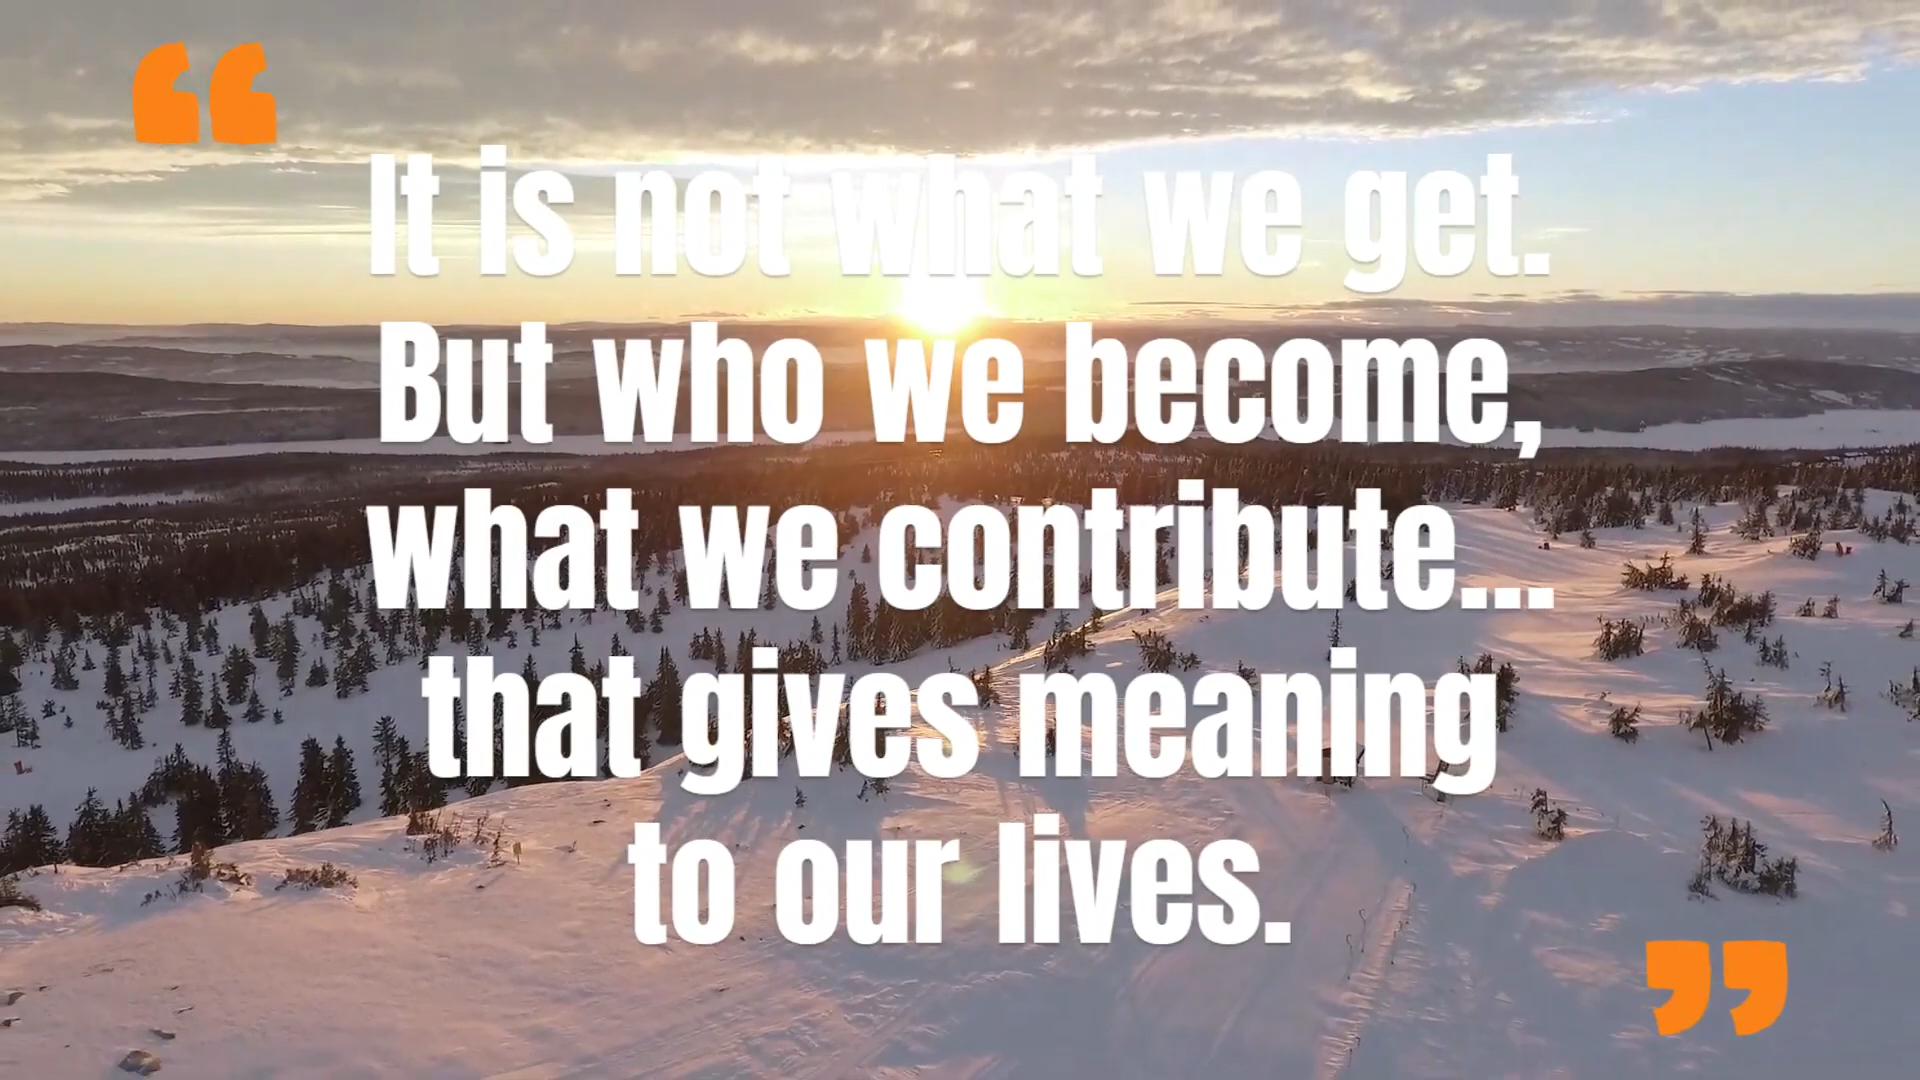 “
It is not what we get.
But who we become,
what we contribute...
that gives meaning
to our lives.
”